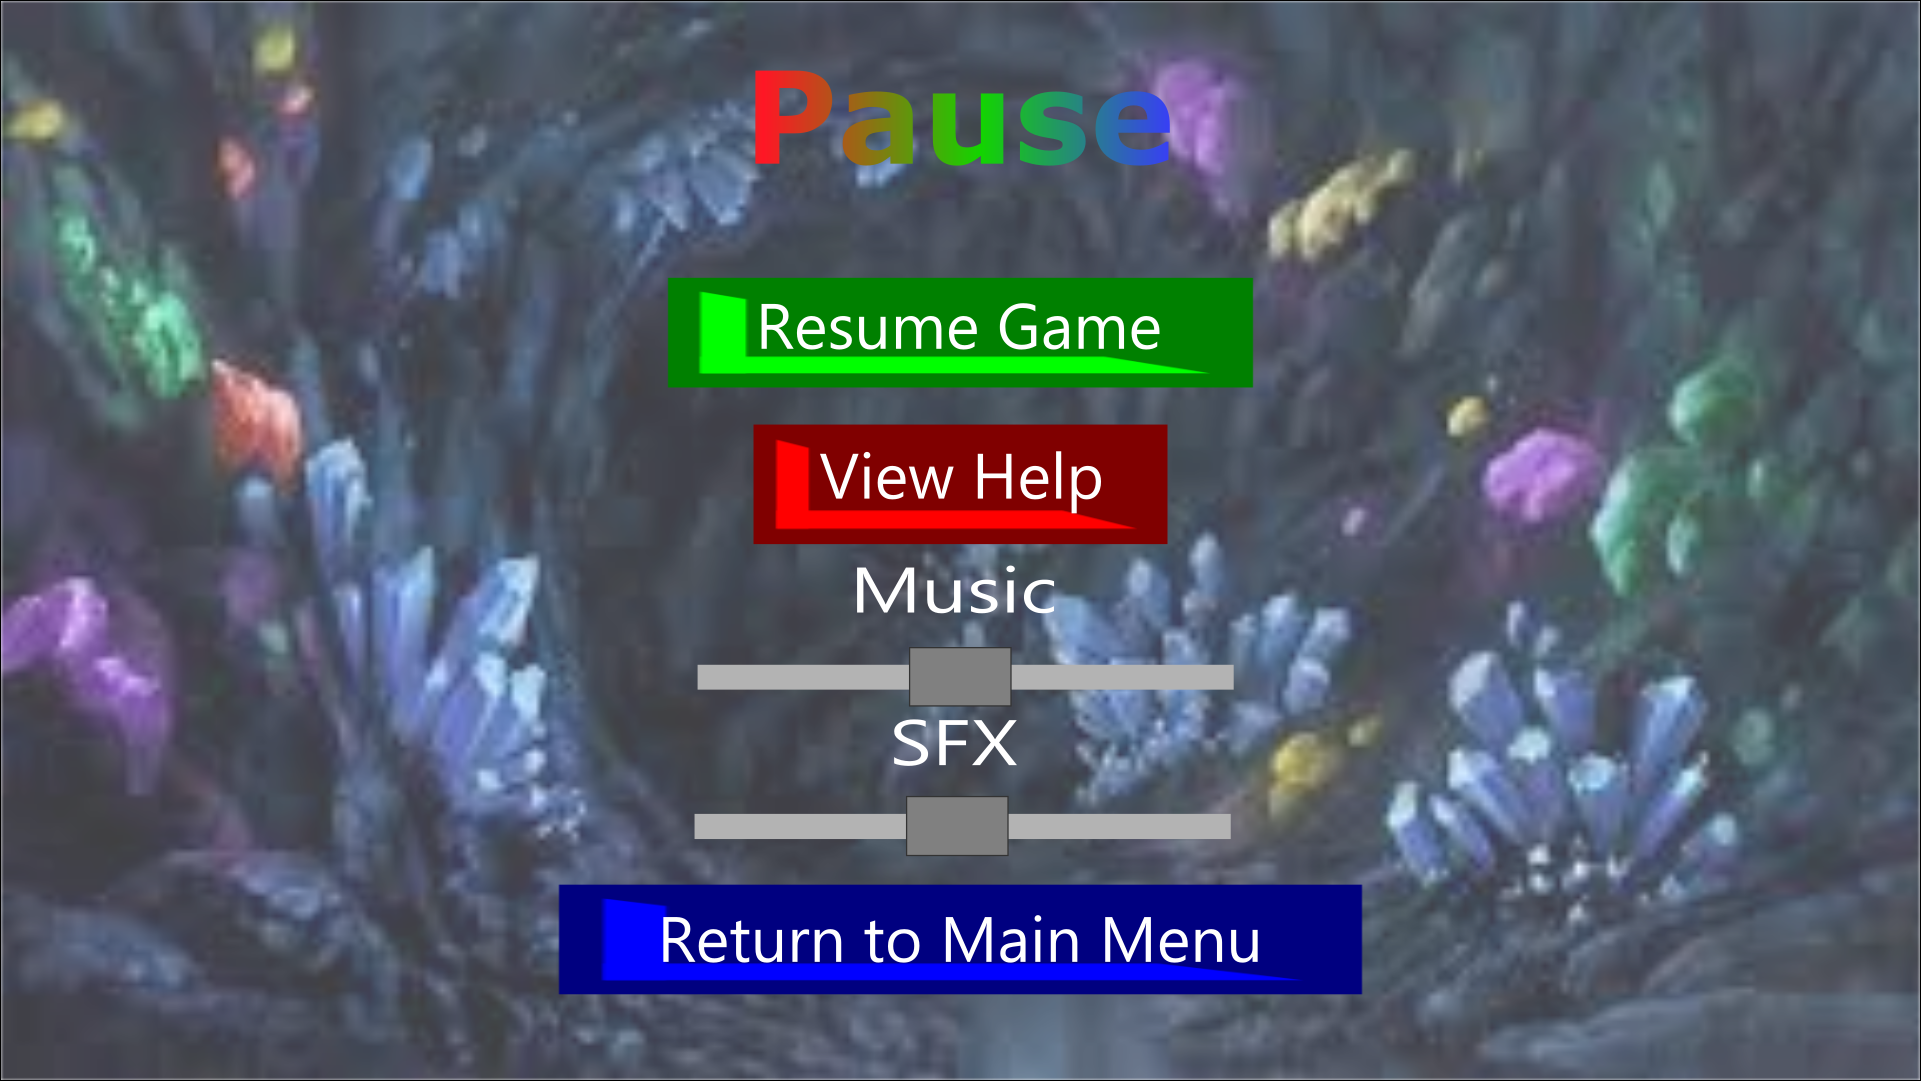 Pause
Resume Game
View Help
Music
SFX
Return to Main Menu